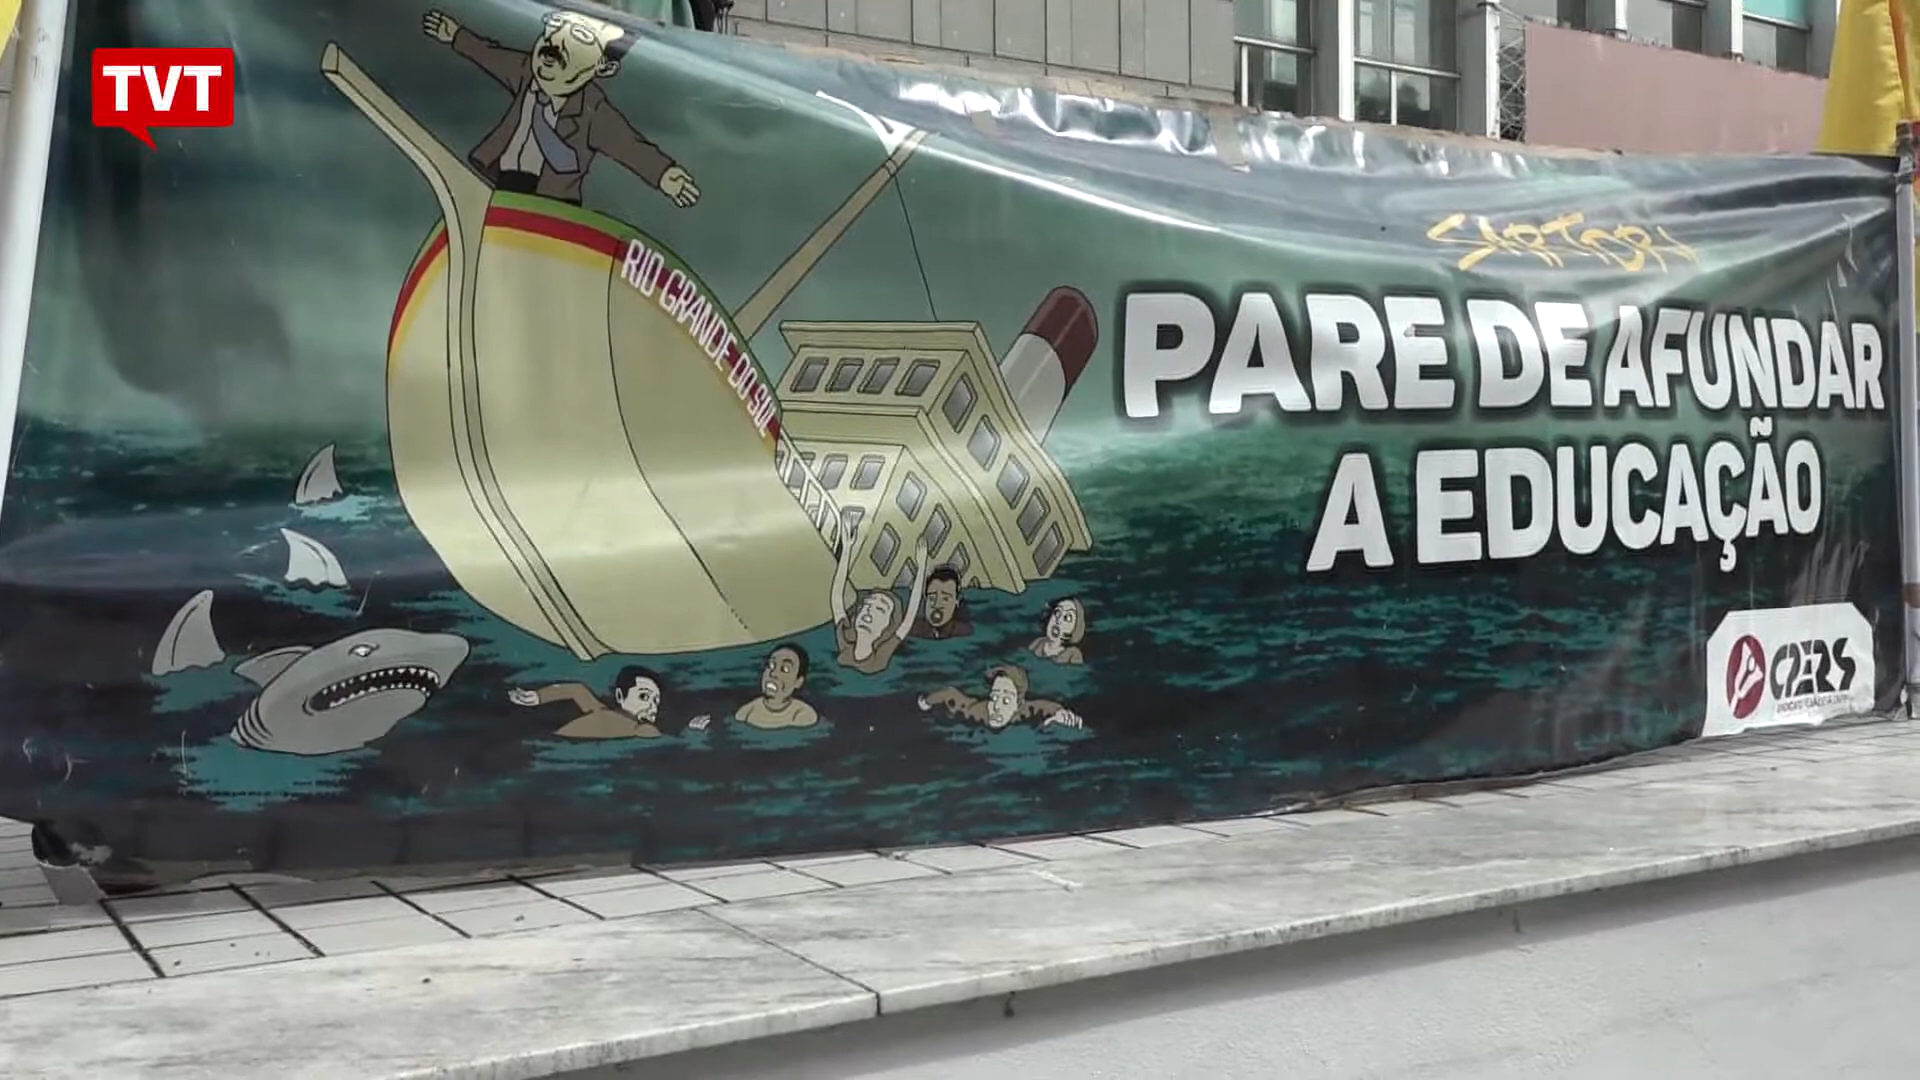 TVT
RIO GRANDE DO SUL
SARTORI
PARE DE AFUNDAR
A EDUCAÇÃO
CPERS